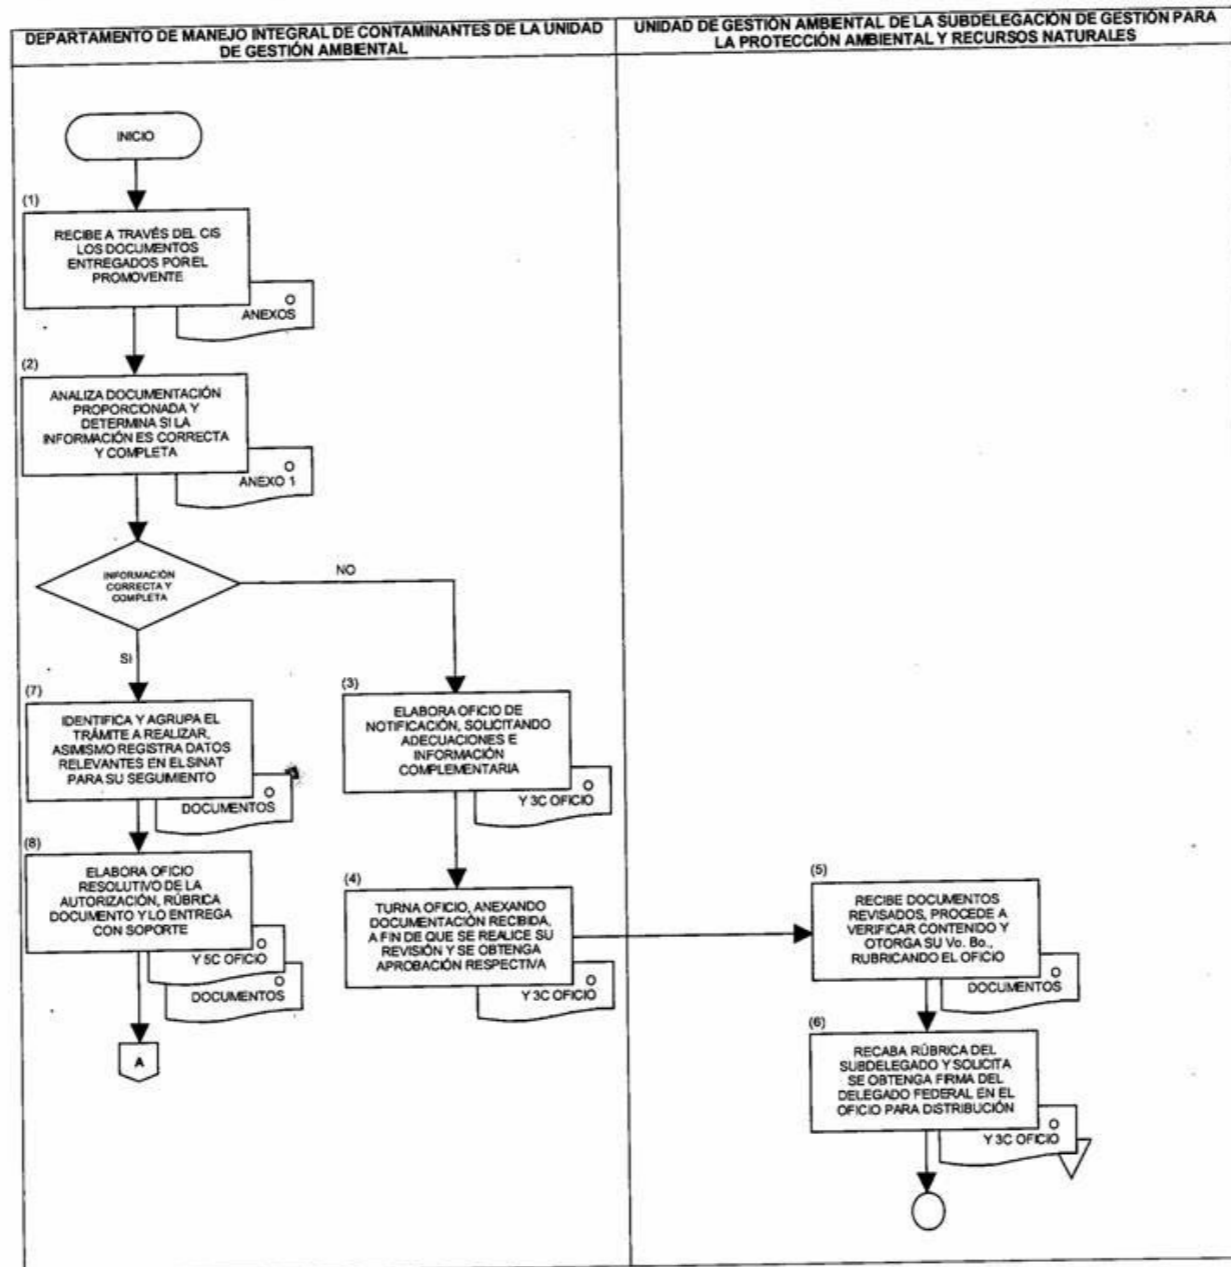 DEPARTAMENTO DE MANEJO INTEGRAL DE CONTAMINANTES DE LA UNIDAD
DE GESTIÓN AMBIENTAL
UNIDAD DE GESTIÓN AMBIENTAL DE LA SUBDELEGACIÓN DE GESTIÓN PARA
LA PROTECCIÓN AMBIENTAL Y RECURSOS NATURALES
INICIO
(1)
RECIBE A TRAVÉS DEL CIS
LOS DOCUMENTOS
ENTREGADOS POR EL
PROMOVENTE
O
ANEXOS
(2)
ANALIZA DOCUMENTACIÓN
PROPORCIONADA Y
DETERMINA SI LA
INFORMACIÓN ES CORRECTA
Y COMPLETA
O
ANEXO 1
INFORMACIÓN
CORRECTA Y
COMPLETA
NO
SI
(7)
IDENTIFICA Y AGRUPA EL
TRÁMITE A REALIZAR,
ASIMISMO REGISTRA DATOS
RELEVANTES EN EL SINAT
PARA SU SEGUIMIENTO
O
DOCUMENTOS
(3)
ELABORA OFICIO DE
NOTIFICACIÓN, SOLICITANDO
ADECUACIONES E
INFORMACIÓN
COMPLEMENTARIA
O
Y 3C OFICIO
(8)
ELABORA OFICIO
RESOLUTIVO DE LA
AUTORIZACIÓN, RÚBRICA
DOCUMENTO Y LO ENTREGA
CON SOPORTE
O
Y 5C OFICIO
O
DOCUMENTOS
A
(4)
TURNA OFICIO, ANEXANDO
DOCUMENTACIÓN RECIBIDA,
A FIN DE QUE SE REALICE SU
REVISIÓN Y SE OBTENGA
APROBACIÓN RESPECTIVA
O
Y 3C OFICIO
(5)
RECIBE DOCUMENTOS
REVISADOS, PROCEDE A
VERIFICAR CONTENIDO Y
OTORGA SU Vo. Bo.,
RUBRICANDO EL OFICIO
O
DOCUMENTOS
(6)
RECABA RÚBRICA DEL
SUBDELEGADO Y SOLICITA
SE OBTENGA FIRMA DEL
DELEGADO FEDERAL EN EL
OFICIO PARA DISTRIBUCIÓN
O
Y 3C OFICIO